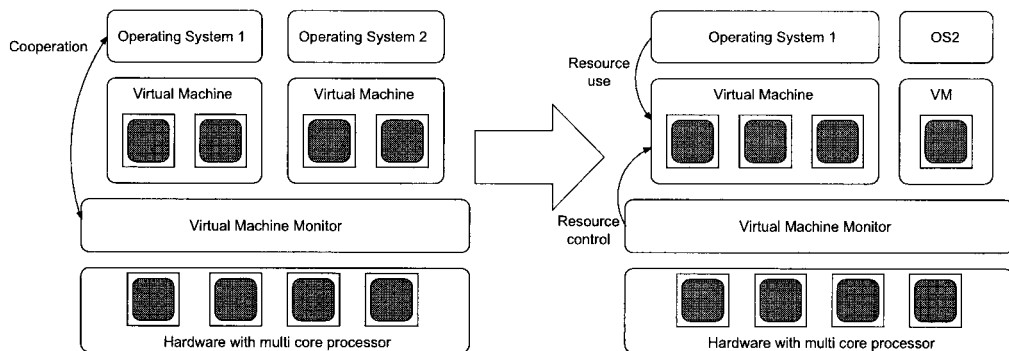 Cooperation
Operating System 1
Operating System 2
Virtual Machine
Virtual Machine
Virtual Machine Monitor
Hardware with multi core processor
Operating System 1
OS2
Resource
use
Virtual Machine
VM
Resource
control
Virtual Machine Monitor
Hardware with multi core processor